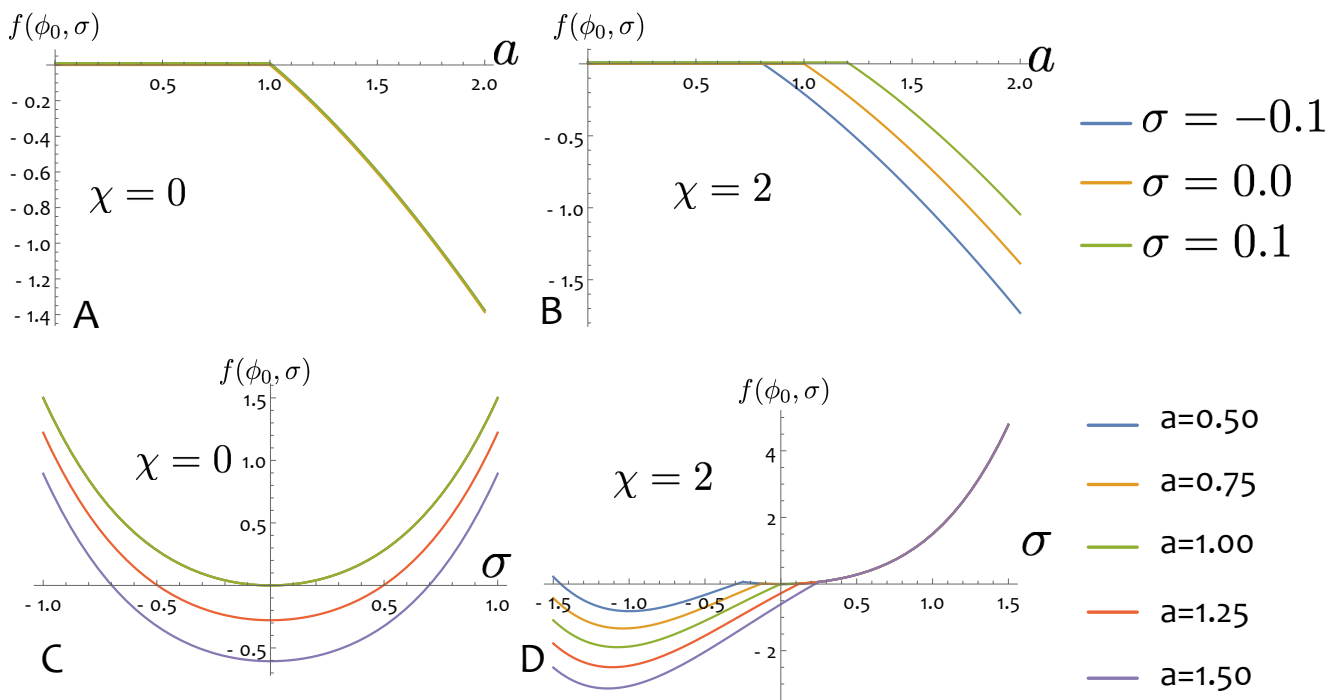 f(ϕ₀, σ)
a
0.5 1.0 1.5 2.0
- 0.2
- 0.4
- 0.6
- 0.8
- 1.0
- 1.2
- 1.4
χ = 0
A
f(ϕ₀, σ)
a
0.5 1.0 1.5 2.0
- 0.5
- 1.0
- 1.5
χ = 2
B
σ = −0.1
σ = 0.0
σ = 0.1
f(ϕ₀, σ)
1.5
1.0
0.5
- 0.5
χ = 0
σ
- 1.0 - 0.5 0.5 1.0
C
f(ϕ₀, σ)
4
2
- 2
χ = 2
σ
- 1.5 - 1.0 - 0.5 0.5 1.0 1.5
D
a=0.50
a=0.75
a=1.00
a=1.25
a=1.50